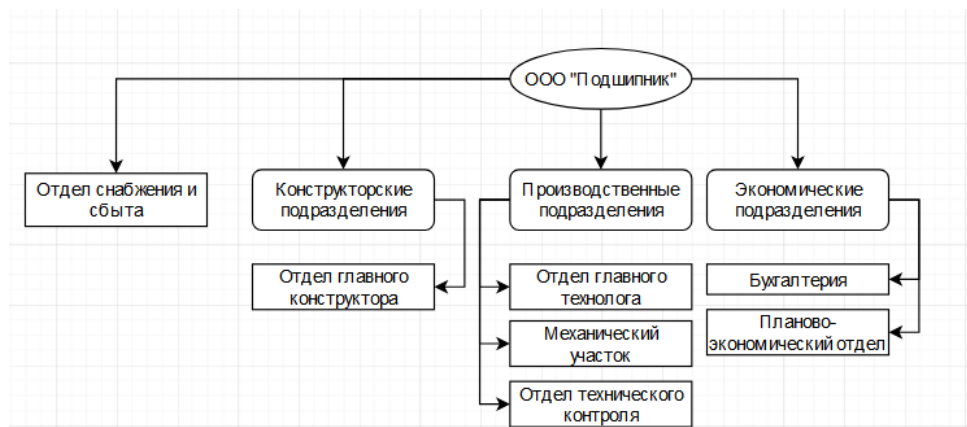 ООО "Подшипник"
Отдел снабжения и
сбыта
Конструкторские
подразделения
Производственные
подразделения
Экономические
подразделения
Отдел главного
конструктора
Отдел главного
технолога
Механический
участок
Отдел технического
контроля
Бухгалтерия
Планово-
экономический отдел